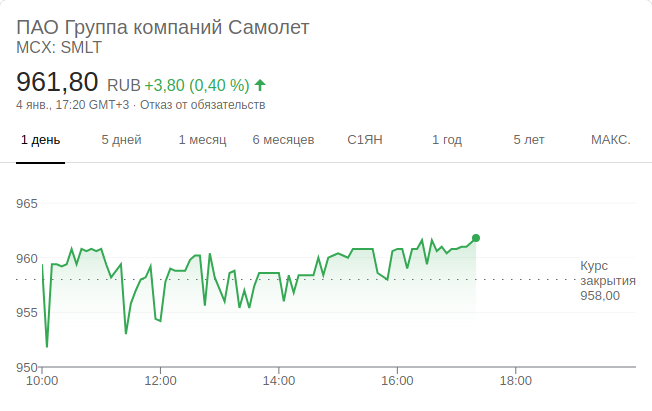 ПАО Группа компаний Самолет
MCX: SMLT
961,80 RUB +3,80 (0,40 %)
4 янв., 17:20 GMT+3 · Отказ от обязательств
1 день 5 дней 1 месяц 6 месяцев С1ЯН 1 год 5 лет МАКС.
965
960
955
950
Курс
закрытия
958,00
10:00 12:00 14:00 16:00 18:00